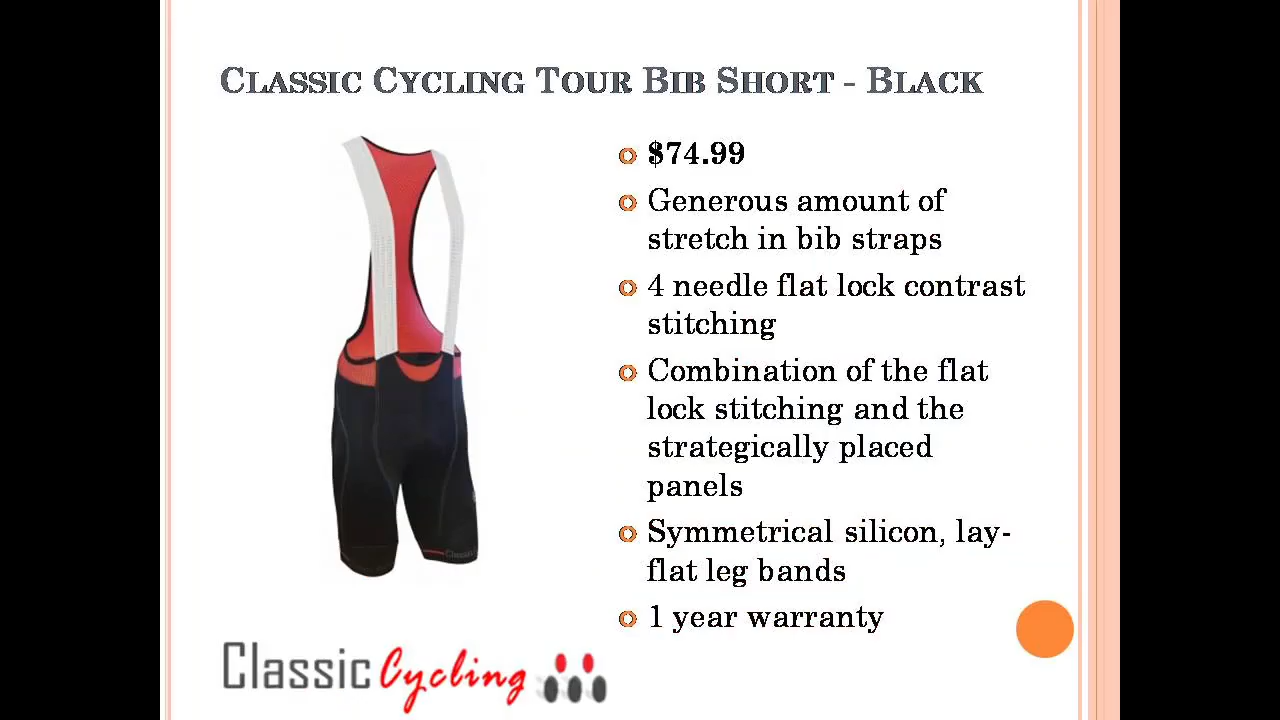 Classic Cycling Tour Bib Short - Black
$74.99
Generous amount of
stretch in bib straps
4 needle flat lock contrast
stitching
Combination of the flat
lock stitching and the
strategically placed
panels
Symmetrical silicon, lay-
flat leg bands
1 year warranty
Classic Cycling